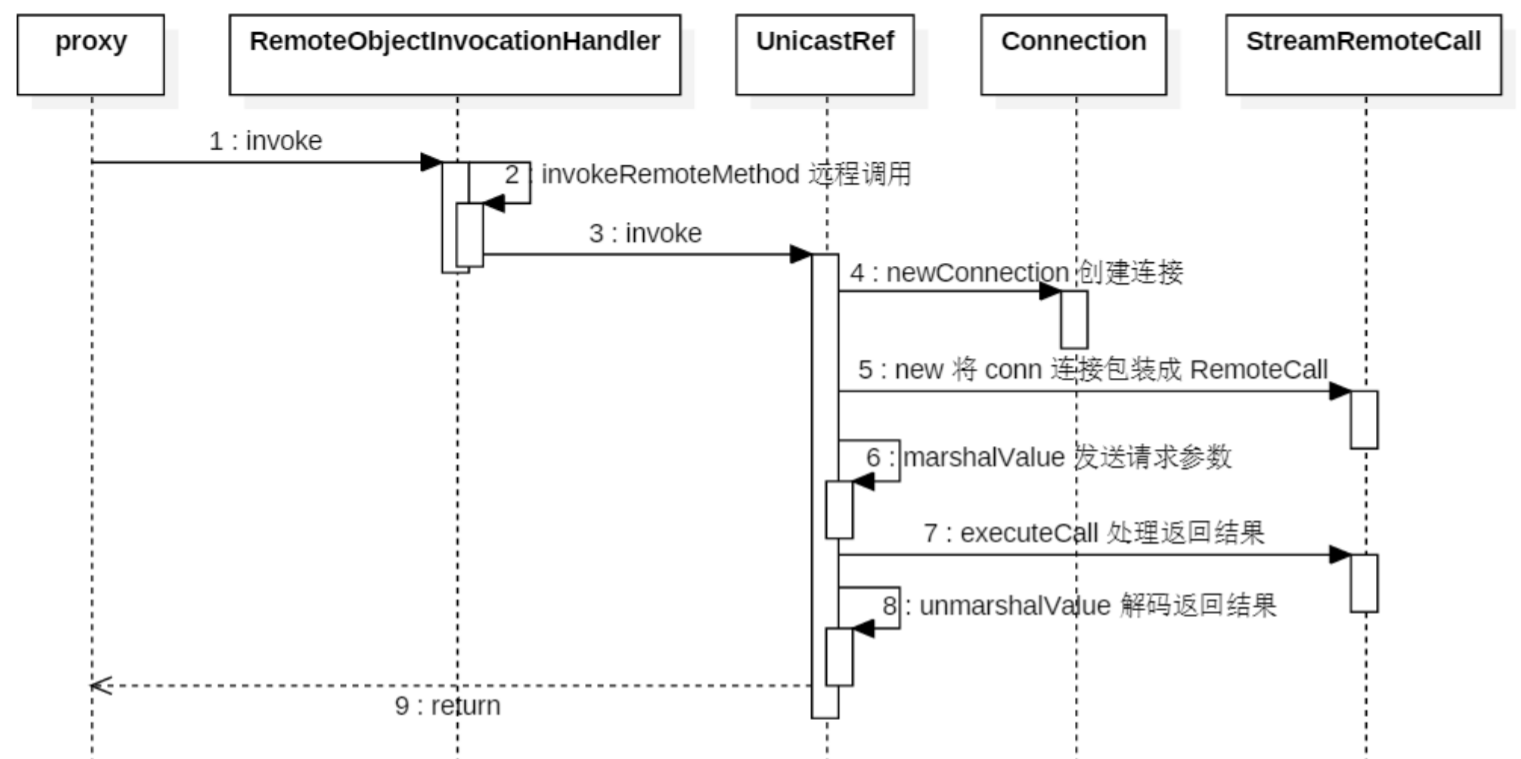 proxy
RemoteObjectInvocationHandler
UnicastRef
Connection
StreamRemoteCall
1 : invoke
2 : invokeRemoteMethod 远程调用
3 : invoke
4 : newConnection 创建连接
5 : new 将 conn 连接包装成 RemoteCall
6 : marshalValue 发送请求参数
7 : executeCall 处理返回结果
8 : unmarshalValue 解码返回结果
9 : return